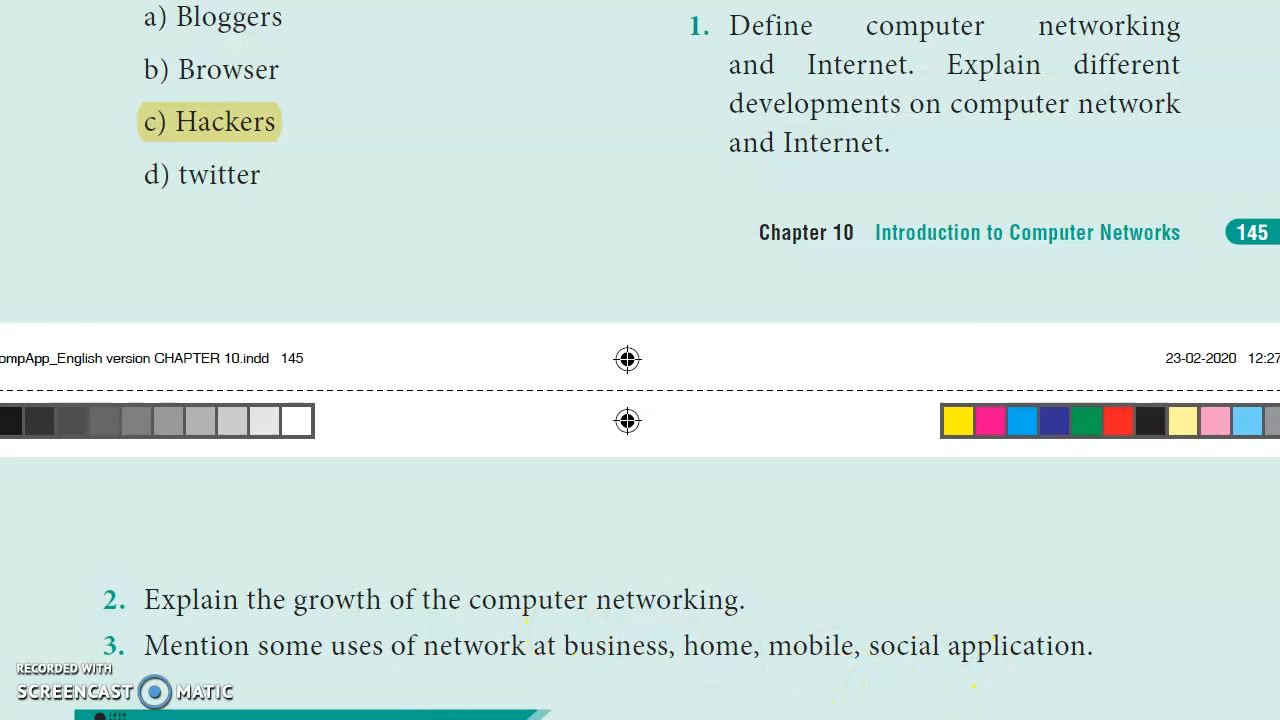 a) Bloggers
b) Browser
c) Hackers
d) twitter
1. Define computer networking
and Internet. Explain different
developments on computer network
and Internet.
Chapter 10 Introduction to Computer Networks 145
ompApp_English version CHAPTER 10.indd 145
23-02-2020 12:27
2. Explain the growth of the computer networking.
3. Mention some uses of network at business, home, mobile, social application.
RECORDED WITH
SCREENCAST MATIC